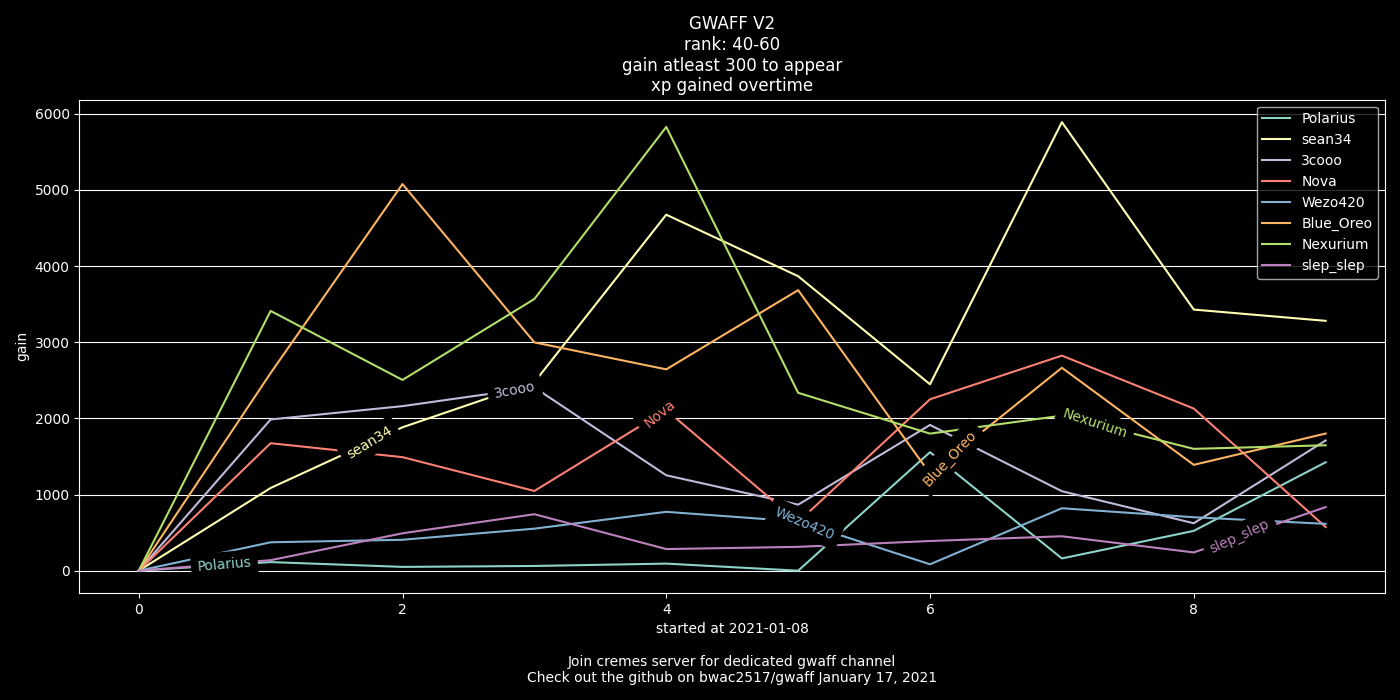 GWAFF V2
rank: 40-60
gain atleast 300 to appear
xp gained overtime
6000
5000
4000
3000
2000
1000
0
gain
Polarius
sean34
3cooo
Nova
Wezo420
Blue_Oreo
Nexurium
slep_slep
Polarius
sean34
3cooo
Nova
Wezo420
Blue_Oreo
Nexurium
slep_slep
0
2
4
6
8
started at 2021-01-08
Join cremes server for dedicated gwaff channel
Check out the github on bwac2517/gwaff January 17, 2021